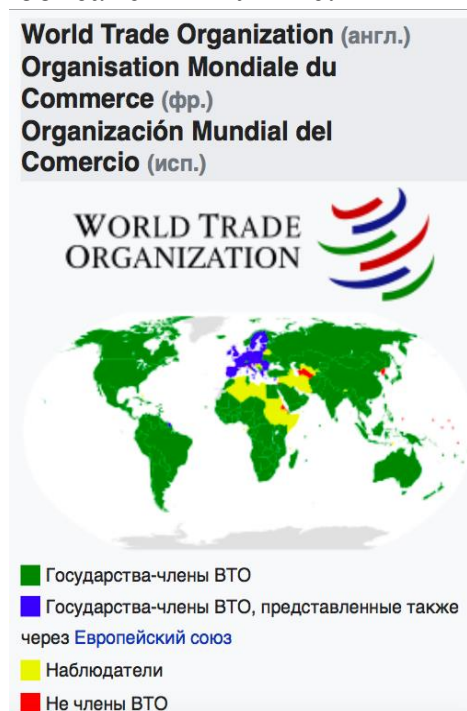 World Trade Organization (англ.)
Organisation Mondiale du
Commerce (фр.)
Organización Mundial del
Comercio (исп.)
WORLD TRADE
ORGANIZATION
Государства-члены ВТО
Государства-члены ВТО, представленные также
через Европейский союз
Наблюдатели
Не члены ВТО